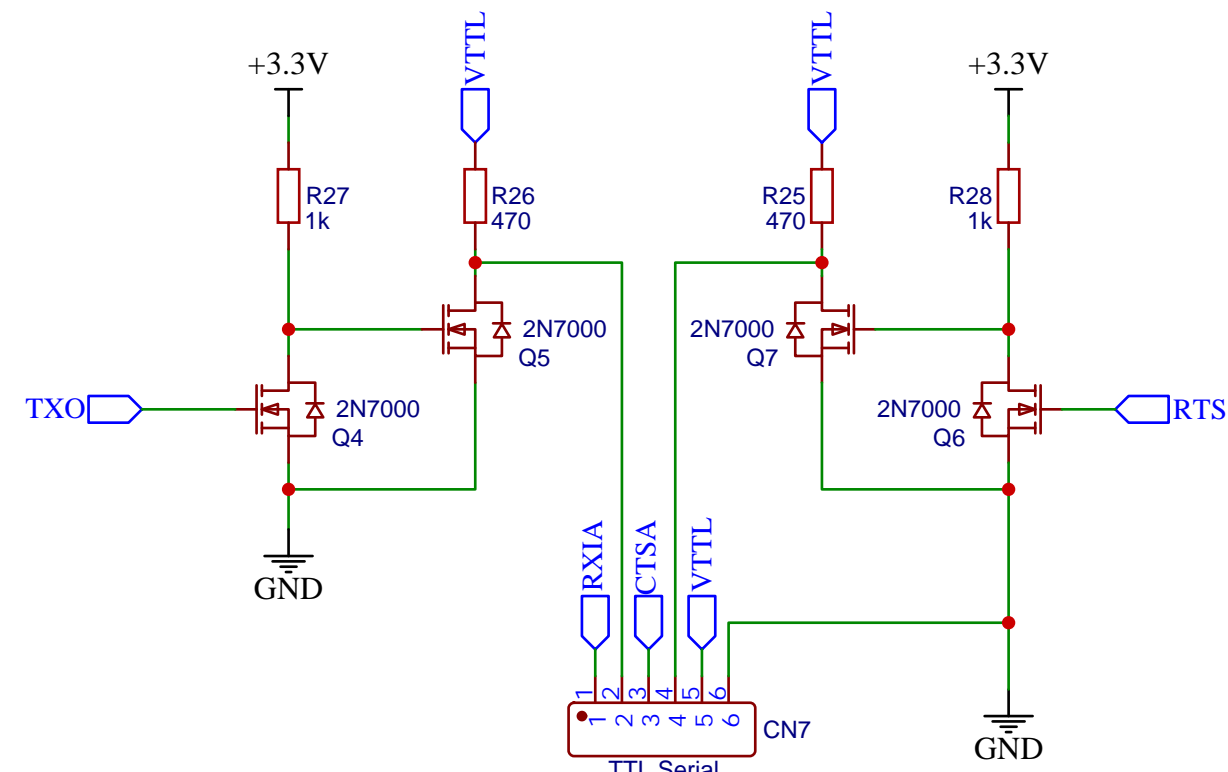 VTTL
VTTL
+3.3V
+3.3V
R27
1k
R26
470
R25
470
R28
1k
2N7000
Q5
2N7000
Q7
TXO
2N7000
Q4
2N7000
Q6
RTS
GND
RXIA
CTSA
VTTL
1 2 3 4 5 6
1 2 3 4 5 6
CN7
TTL Serial
GND